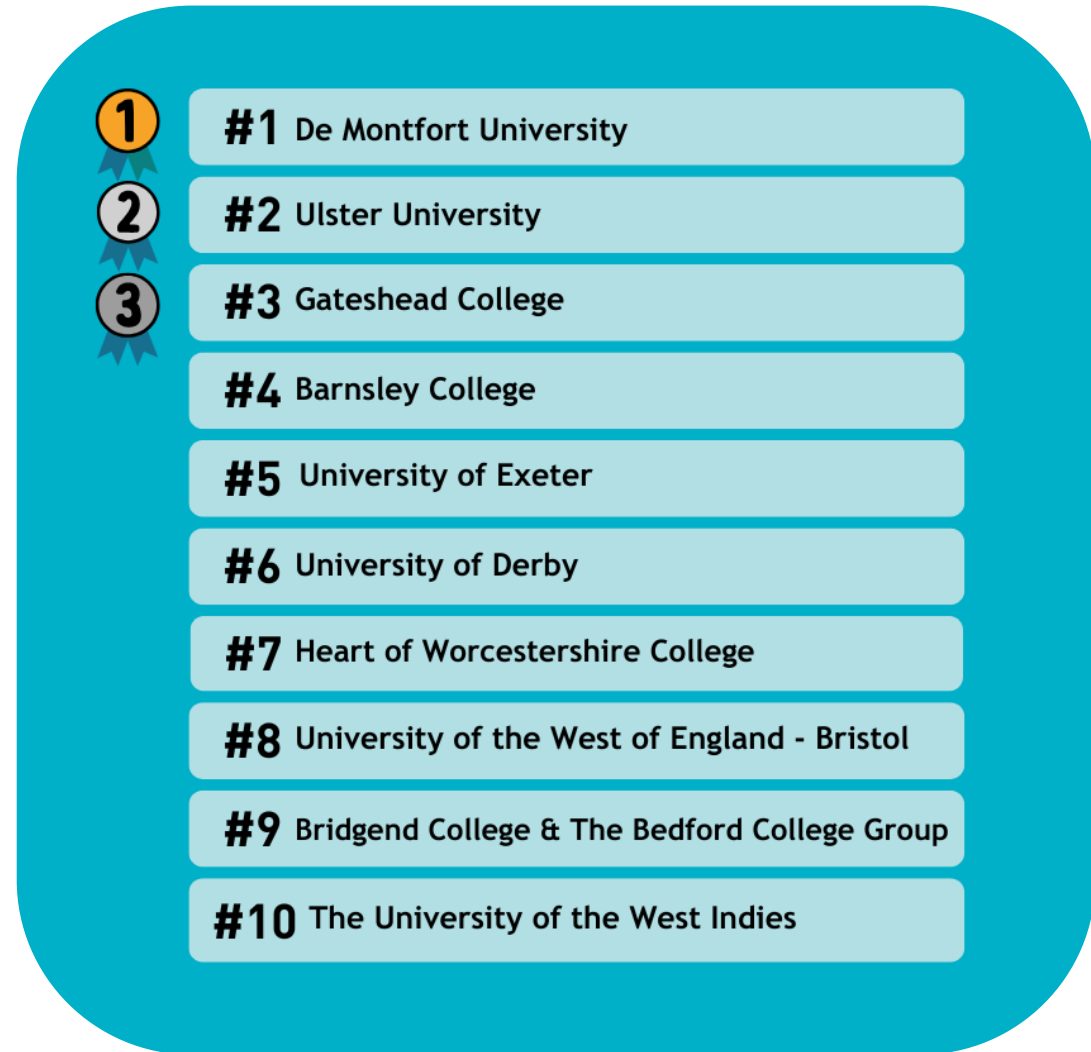 1
#1 De Montfort University
2
#2 Ulster University
3
#3 Gateshead College
#4 Barnsley College
#5 University of Exeter
#6 University of Derby
#7 Heart of Worcestershire College
#8 University of the West of England - Bristol
#9 Bridgend College & The Bedford College Group
#10 The University of the West Indies